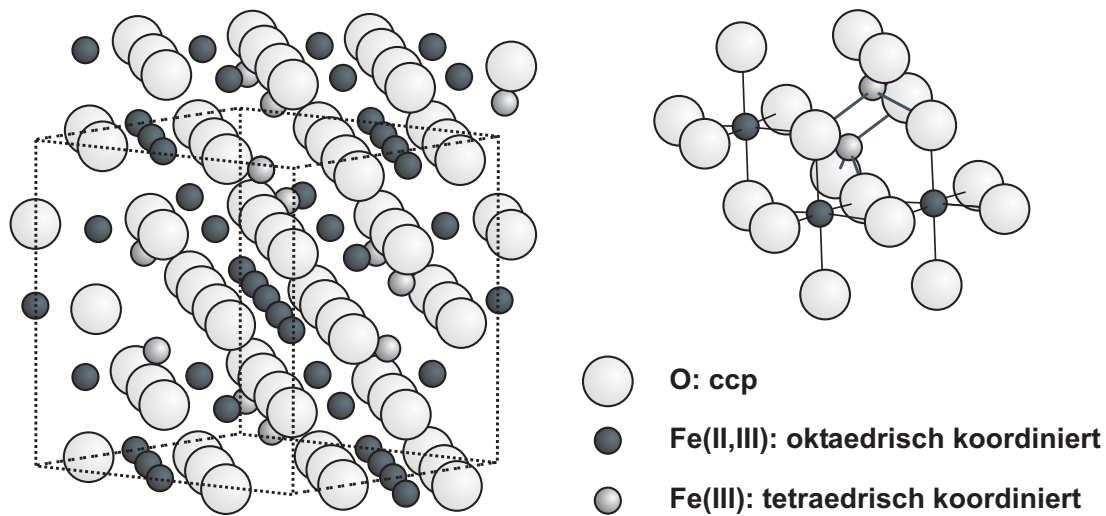 O: ccp
Fe(II,III): oktaedrisch koordiniert
Fe(III): tetraedrisch koordiniert